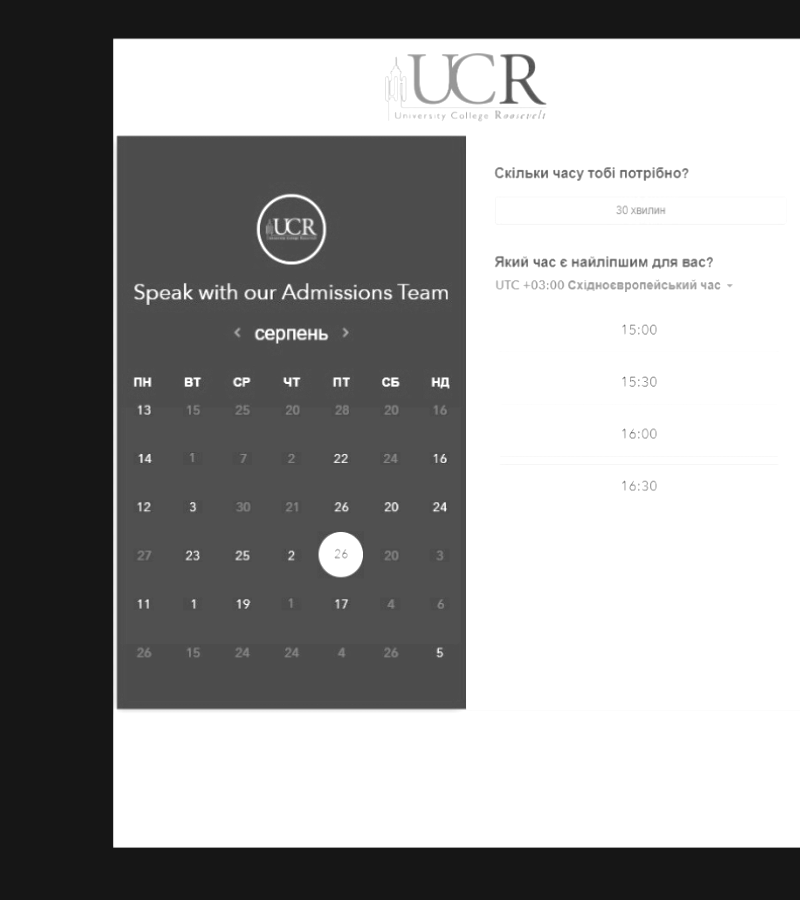 UCR
University College Roosevelt
UCR
Speak with our Admissions Team
серпень
ПН ВТ СР ЧТ ПТ СБ НД
13 15 25 20 28 20 16
14 1 7 2 22 24 16
12 3 30 21 26 20 24
27 23 25 2 26 20 3
11 1 19 1 17 4 6
26 15 24 24 4 26 5
Скільки часу тобі потрібно?
30 хвилин
Який час є найліпшим для вас?
UTC +03:00 Східноєвропейський час
15:00
15:30
16:00
16:30